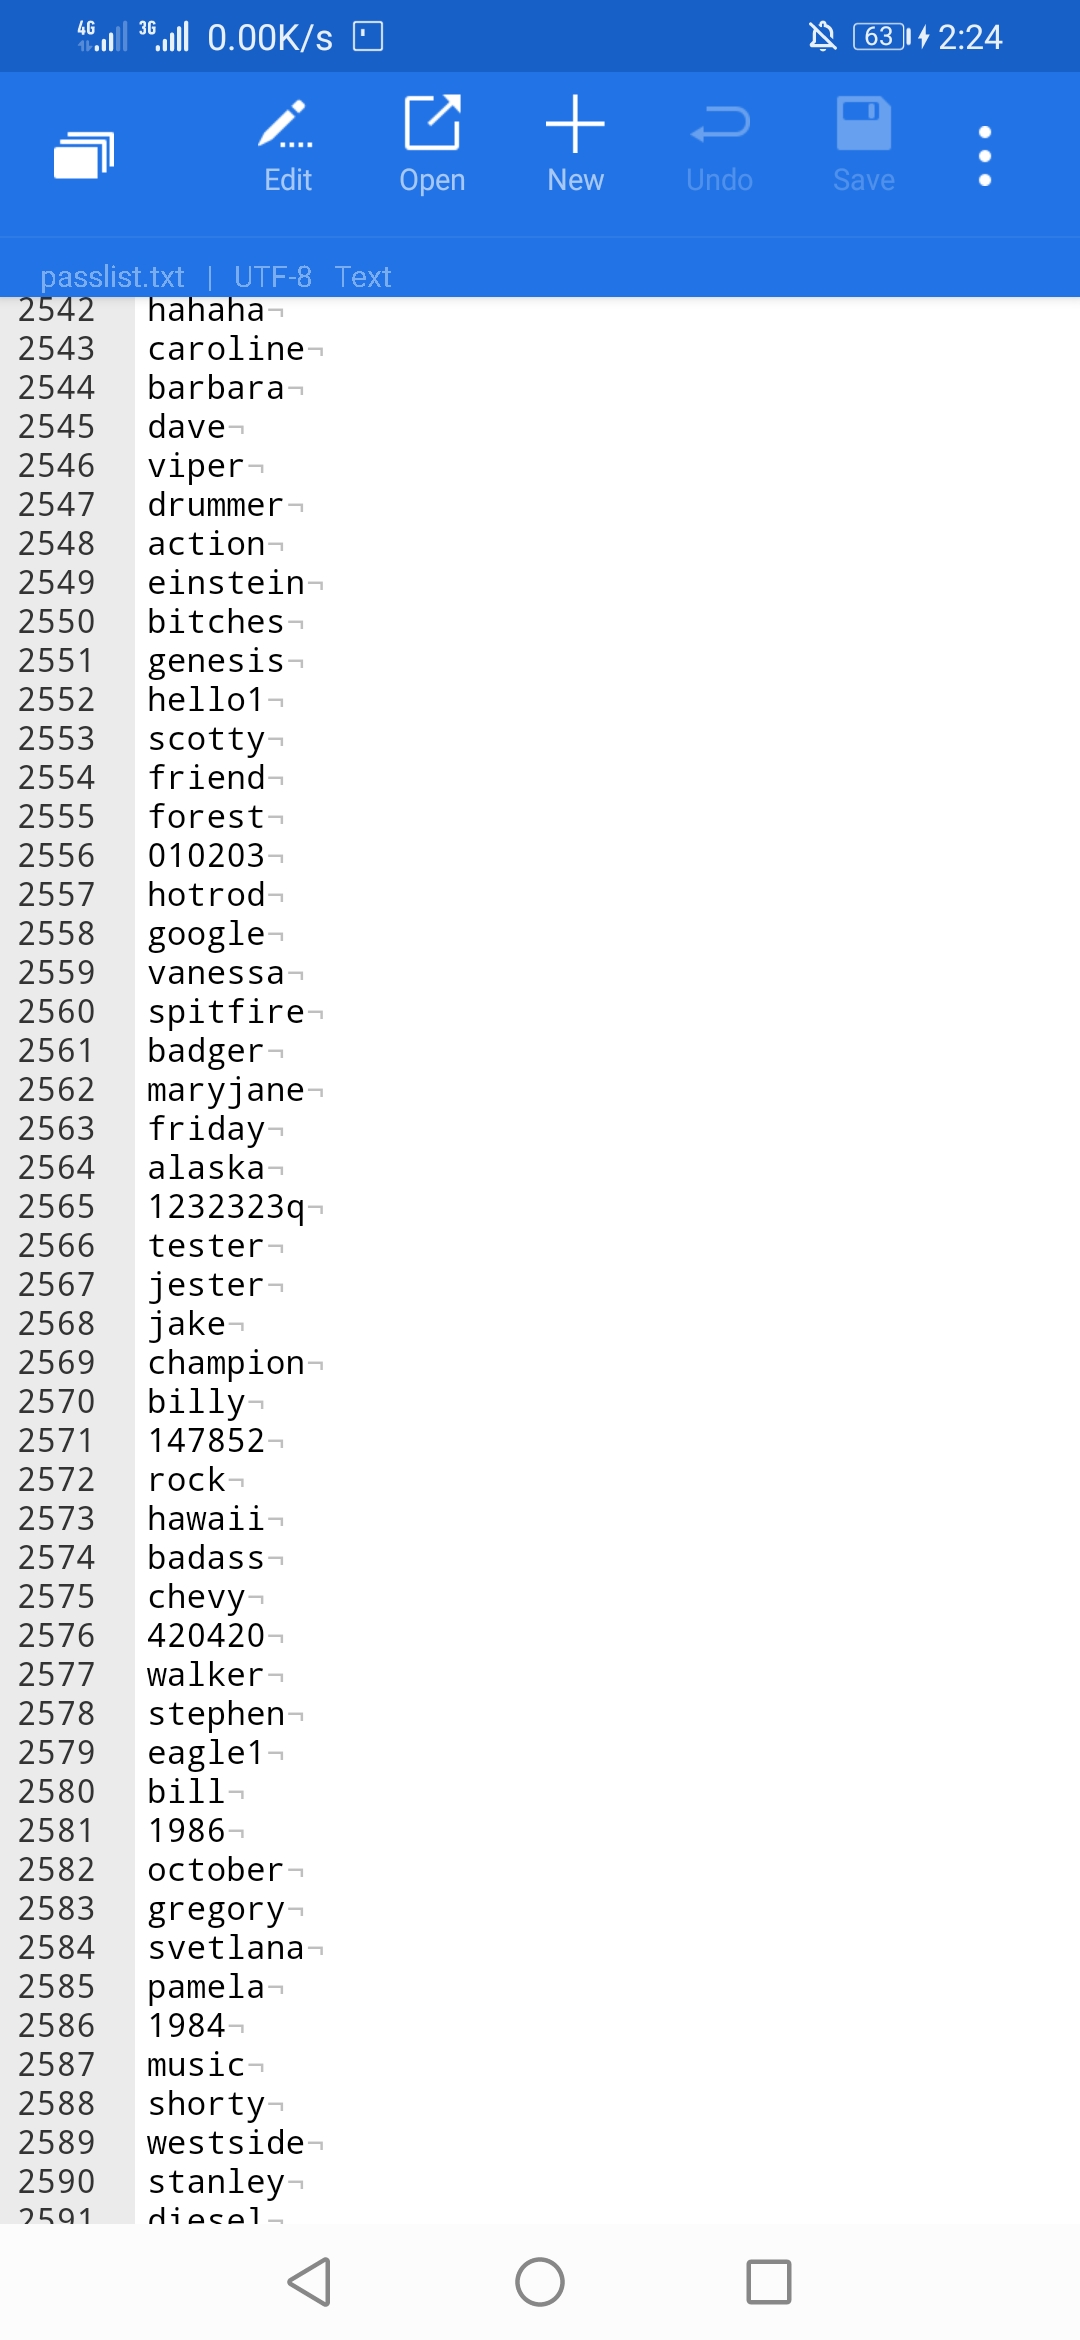 4G 3G 0.00K/s 63 2:24
Edit Open New Undo Save
passlist.txt | UTF-8 Text
2542 hahaha¬
2543 caroline¬
2544 barbara¬
2545 dave¬
2546 viper¬
2547 drummer¬
2548 action¬
2549 einstein¬
2550 bitches¬
2551 genesis¬
2552 hello1¬
2553 scotty¬
2554 friend¬
2555 forest¬
2556 010203¬
2557 hotrod¬
2558 google¬
2559 vanessa¬
2560 spitfire¬
2561 badger¬
2562 maryjane¬
2563 friday¬
2564 alaska¬
2565 1232323q¬
2566 tester¬
2567 jester¬
2568 jake¬
2569 champion¬
2570 billy¬
2571 147852¬
2572 rock¬
2573 hawaii¬
2574 badass¬
2575 chevy¬
2576 420420¬
2577 walker¬
2578 stephen¬
2579 eagle1¬
2580 bill¬
2581 1986¬
2582 october¬
2583 gregory¬
2584 svetlana¬
2585 pamela¬
2586 1984¬
2587 music¬
2588 shorty¬
2589 westside¬
2590 stanley¬
2591 diesel¬